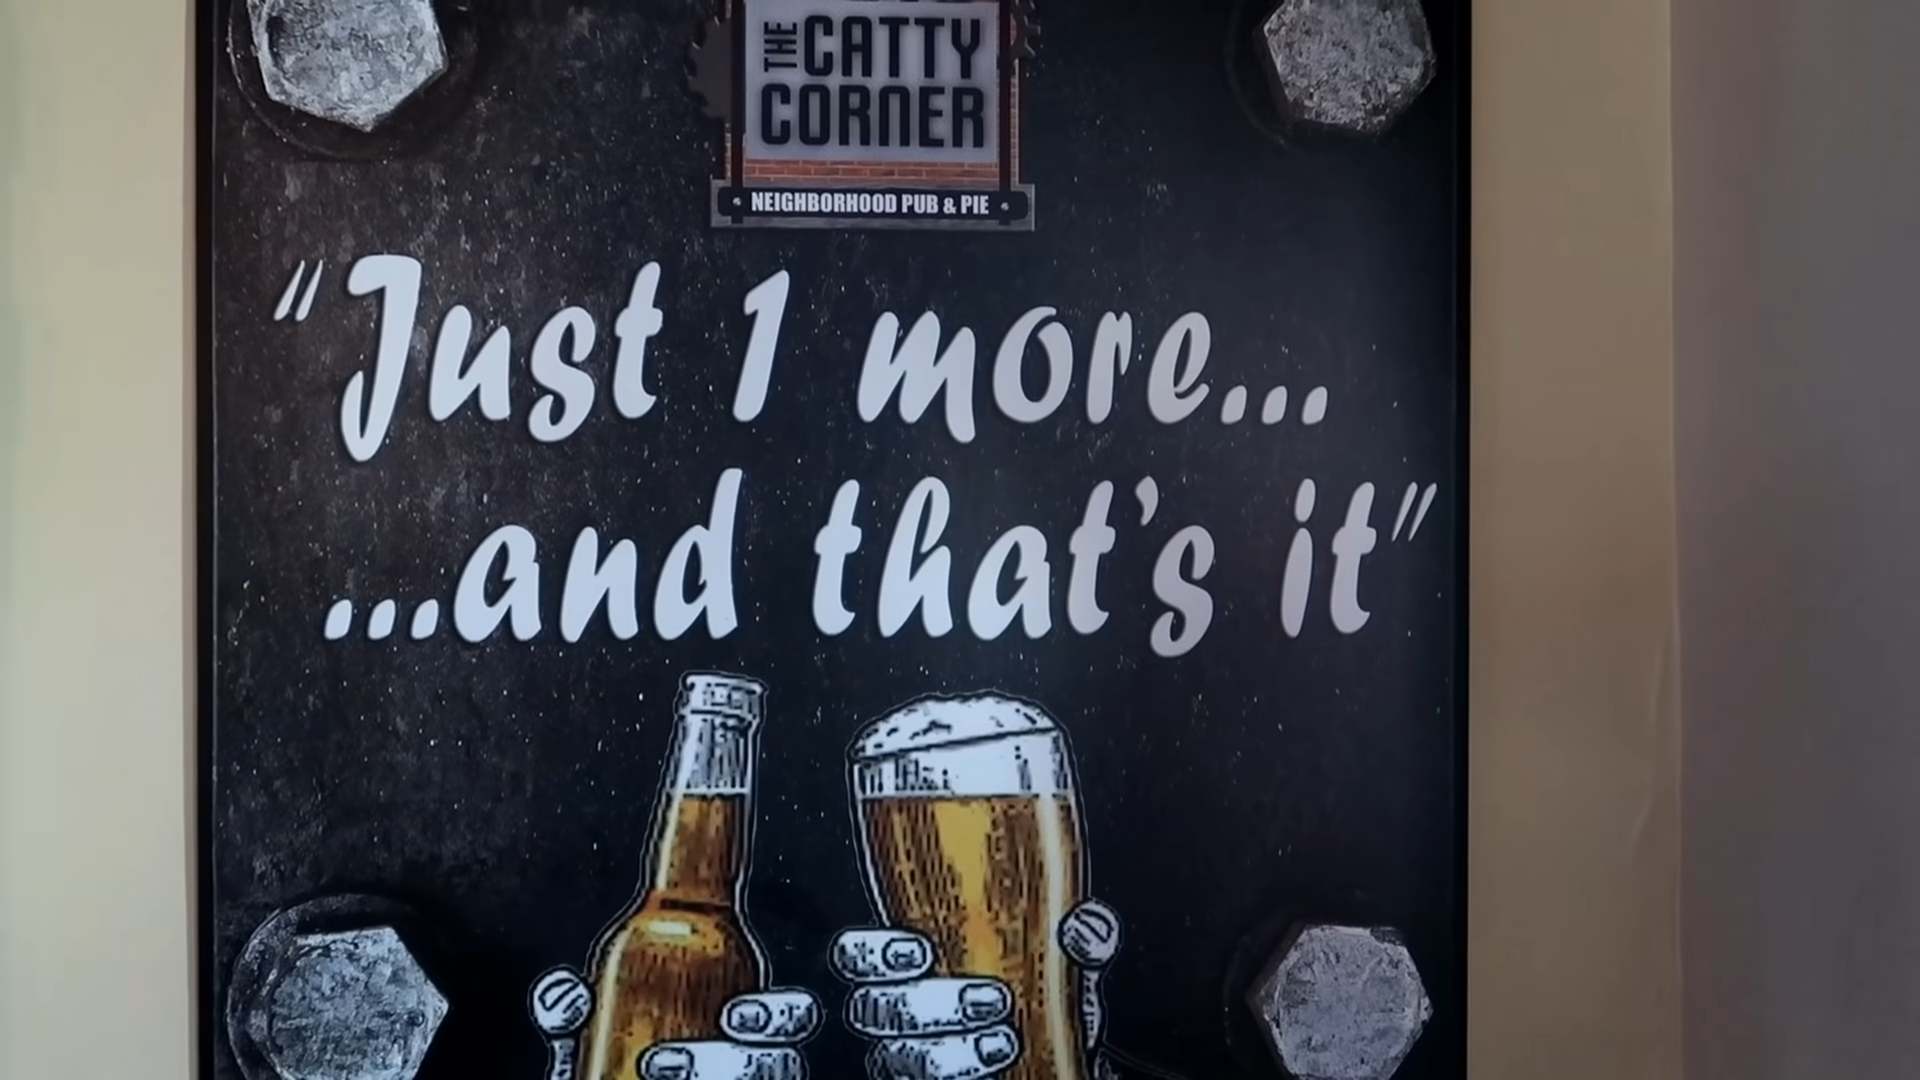 THE CATTY
CORNER
NEIGHBORHOOD PUB & PIE
"Just 1 more...
...and that's it"